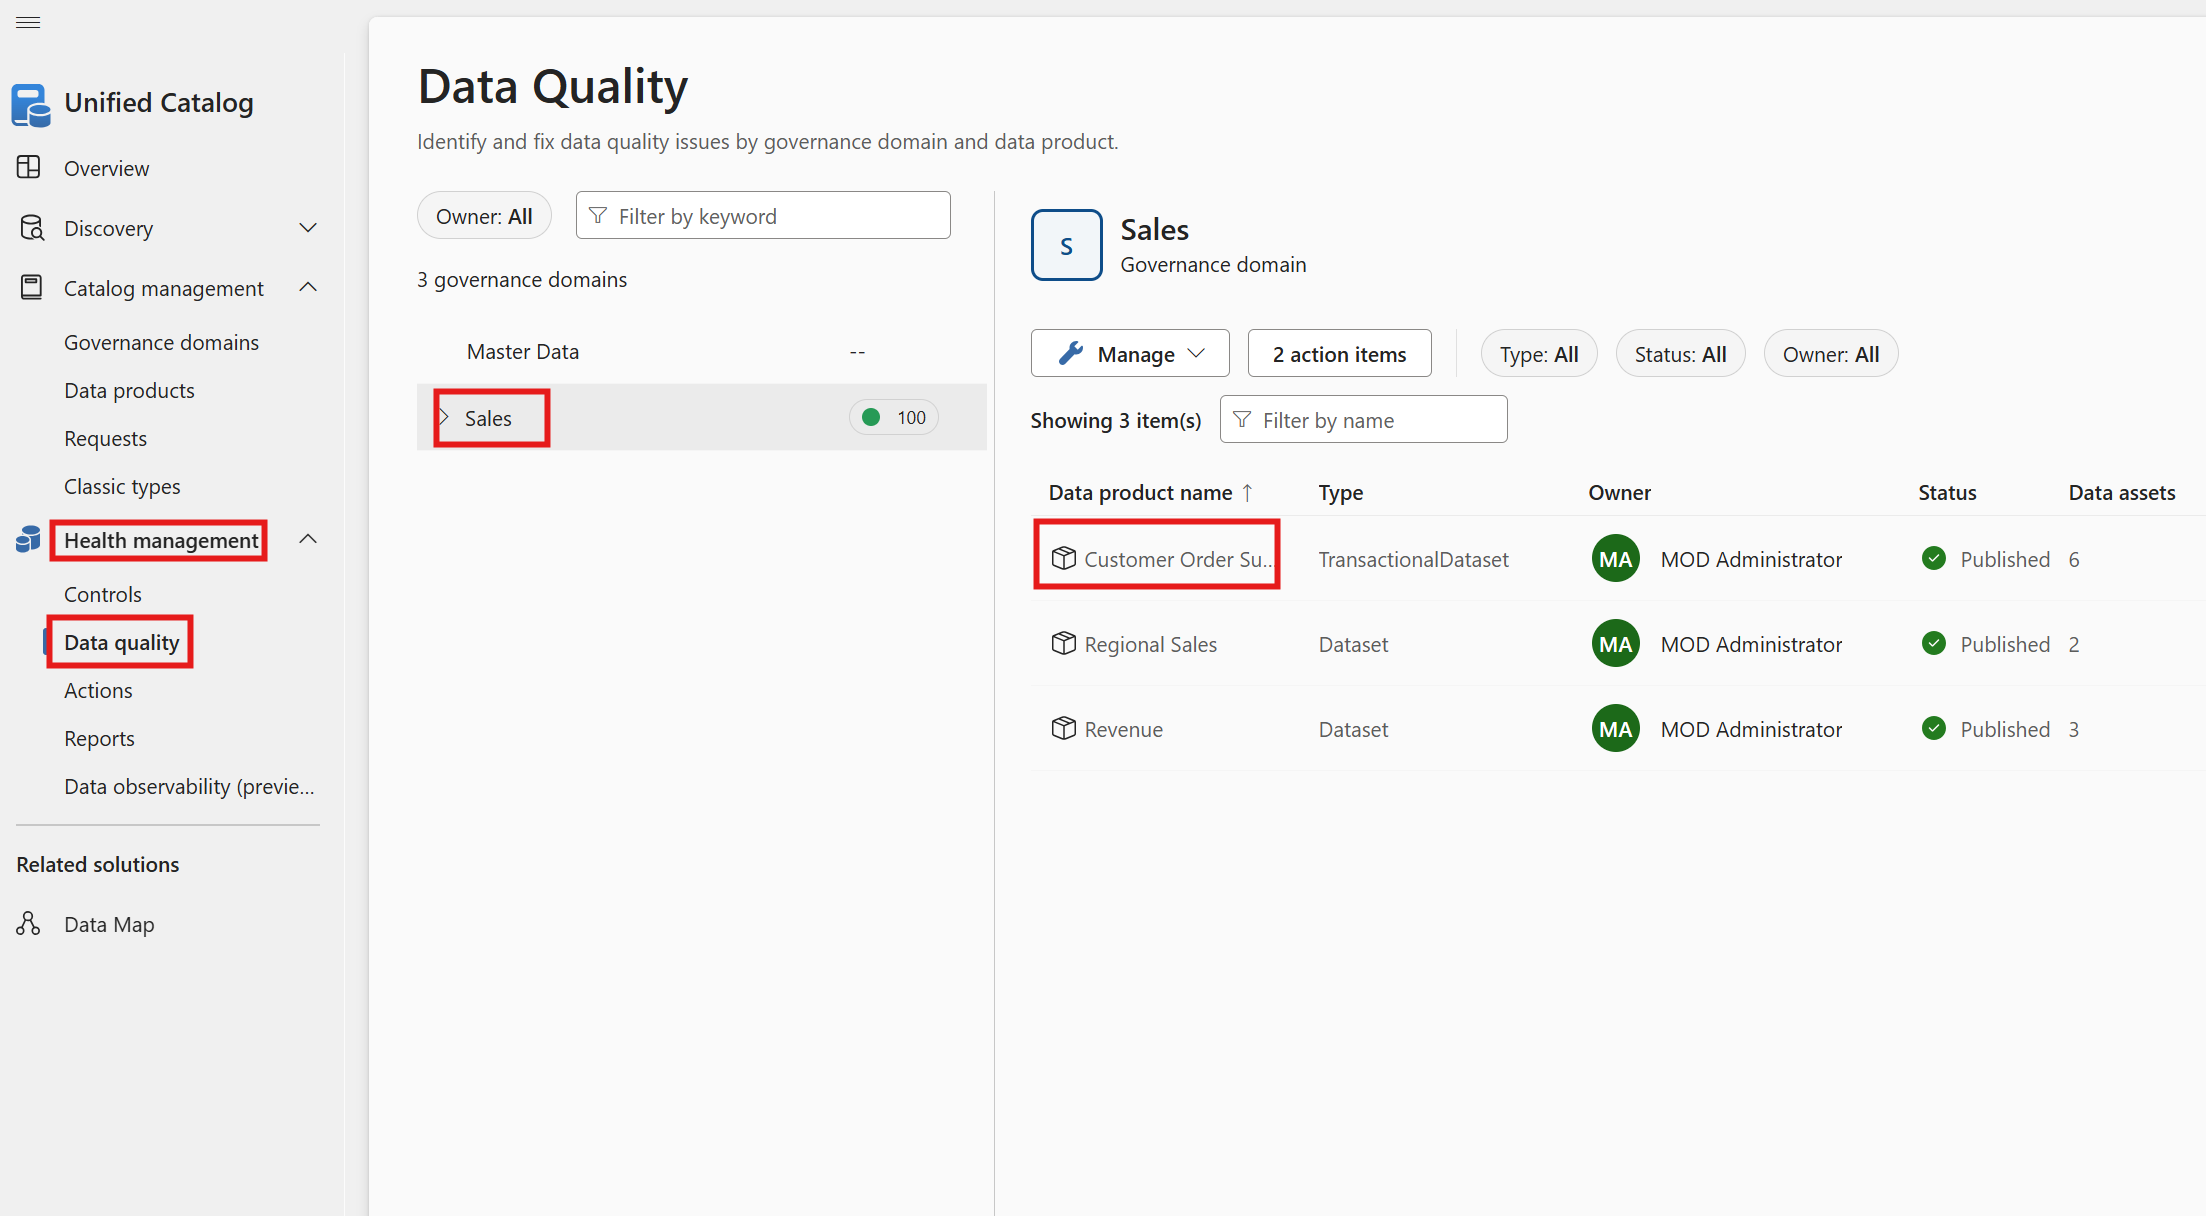 Unified Catalog
Overview
Discovery
Catalog management
Governance domains
Data products
Requests
Classic types
Health management
Controls
Data quality
Actions
Reports
Data observability (previe...
Related solutions
Data Map
Data Quality
Identify and fix data quality issues by governance domain and data product.
Owner: All
Filter by keyword
3 governance domains
Master Data --
Sales 100
S
Sales
Governance domain
Manage
2 action items
Type: All
Status: All
Owner: All
Showing 3 item(s)
Filter by name
Data product name ↑ Type Owner Status Data assets
Customer Order Su... TransactionalDataset MA MOD Administrator Published 6
Regional Sales Dataset MA MOD Administrator Published 2
Revenue Dataset MA MOD Administrator Published 3